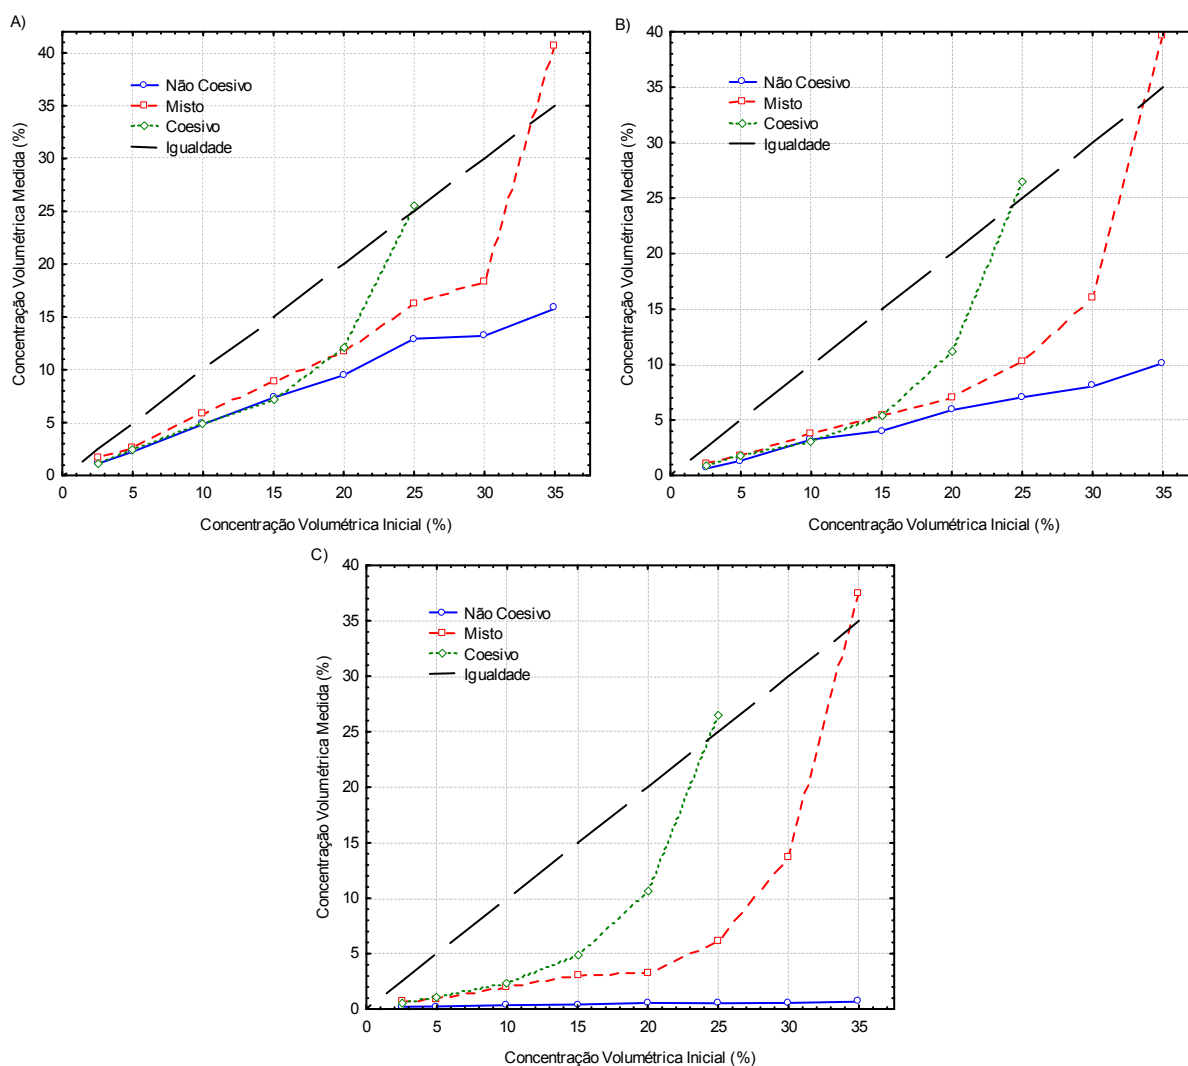 A)
Concentração Volumétrica Medida (%)
40
35
30
25
20
15
10
5
0
Não Coesivo
Misto
Coesivo
Igualdade
0 5 10 15 20 25 30 35
Concentração Volumétrica Inicial (%)
B)
Concentração Volumétrica Medida (%)
40
35
30
25
20
15
10
5
0
Não Coesivo
Misto
Coesivo
Igualdade
0 5 10 15 20 25 30 35
Concentração Volumétrica Inicial (%)
C)
Concentração Volumétrica Medida (%)
40
35
30
25
20
15
10
5
0
Não Coesivo
Misto
Coesivo
Igualdade
0 5 10 15 20 25 30 35
Concentração Volumétrica Inicial (%)